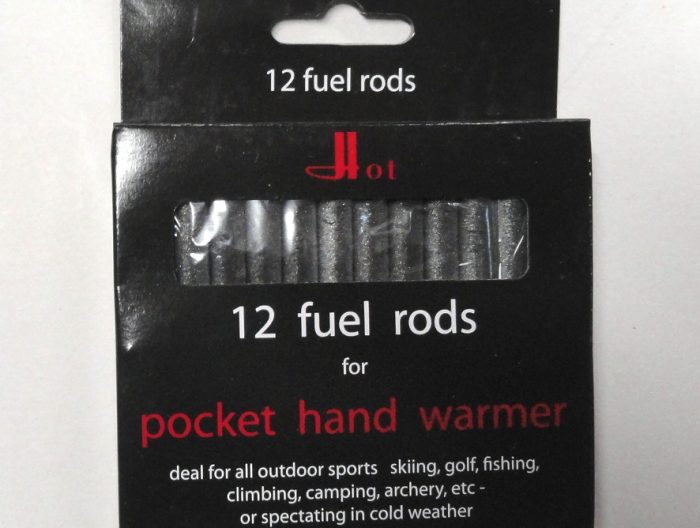 12 fuel rods
Hot
12 fuel rods
for
pocket hand warmer
deal for all outdoor sports skiing, golf, fishing,
climbing, camping, archery, etc -
or spectating in cold weather